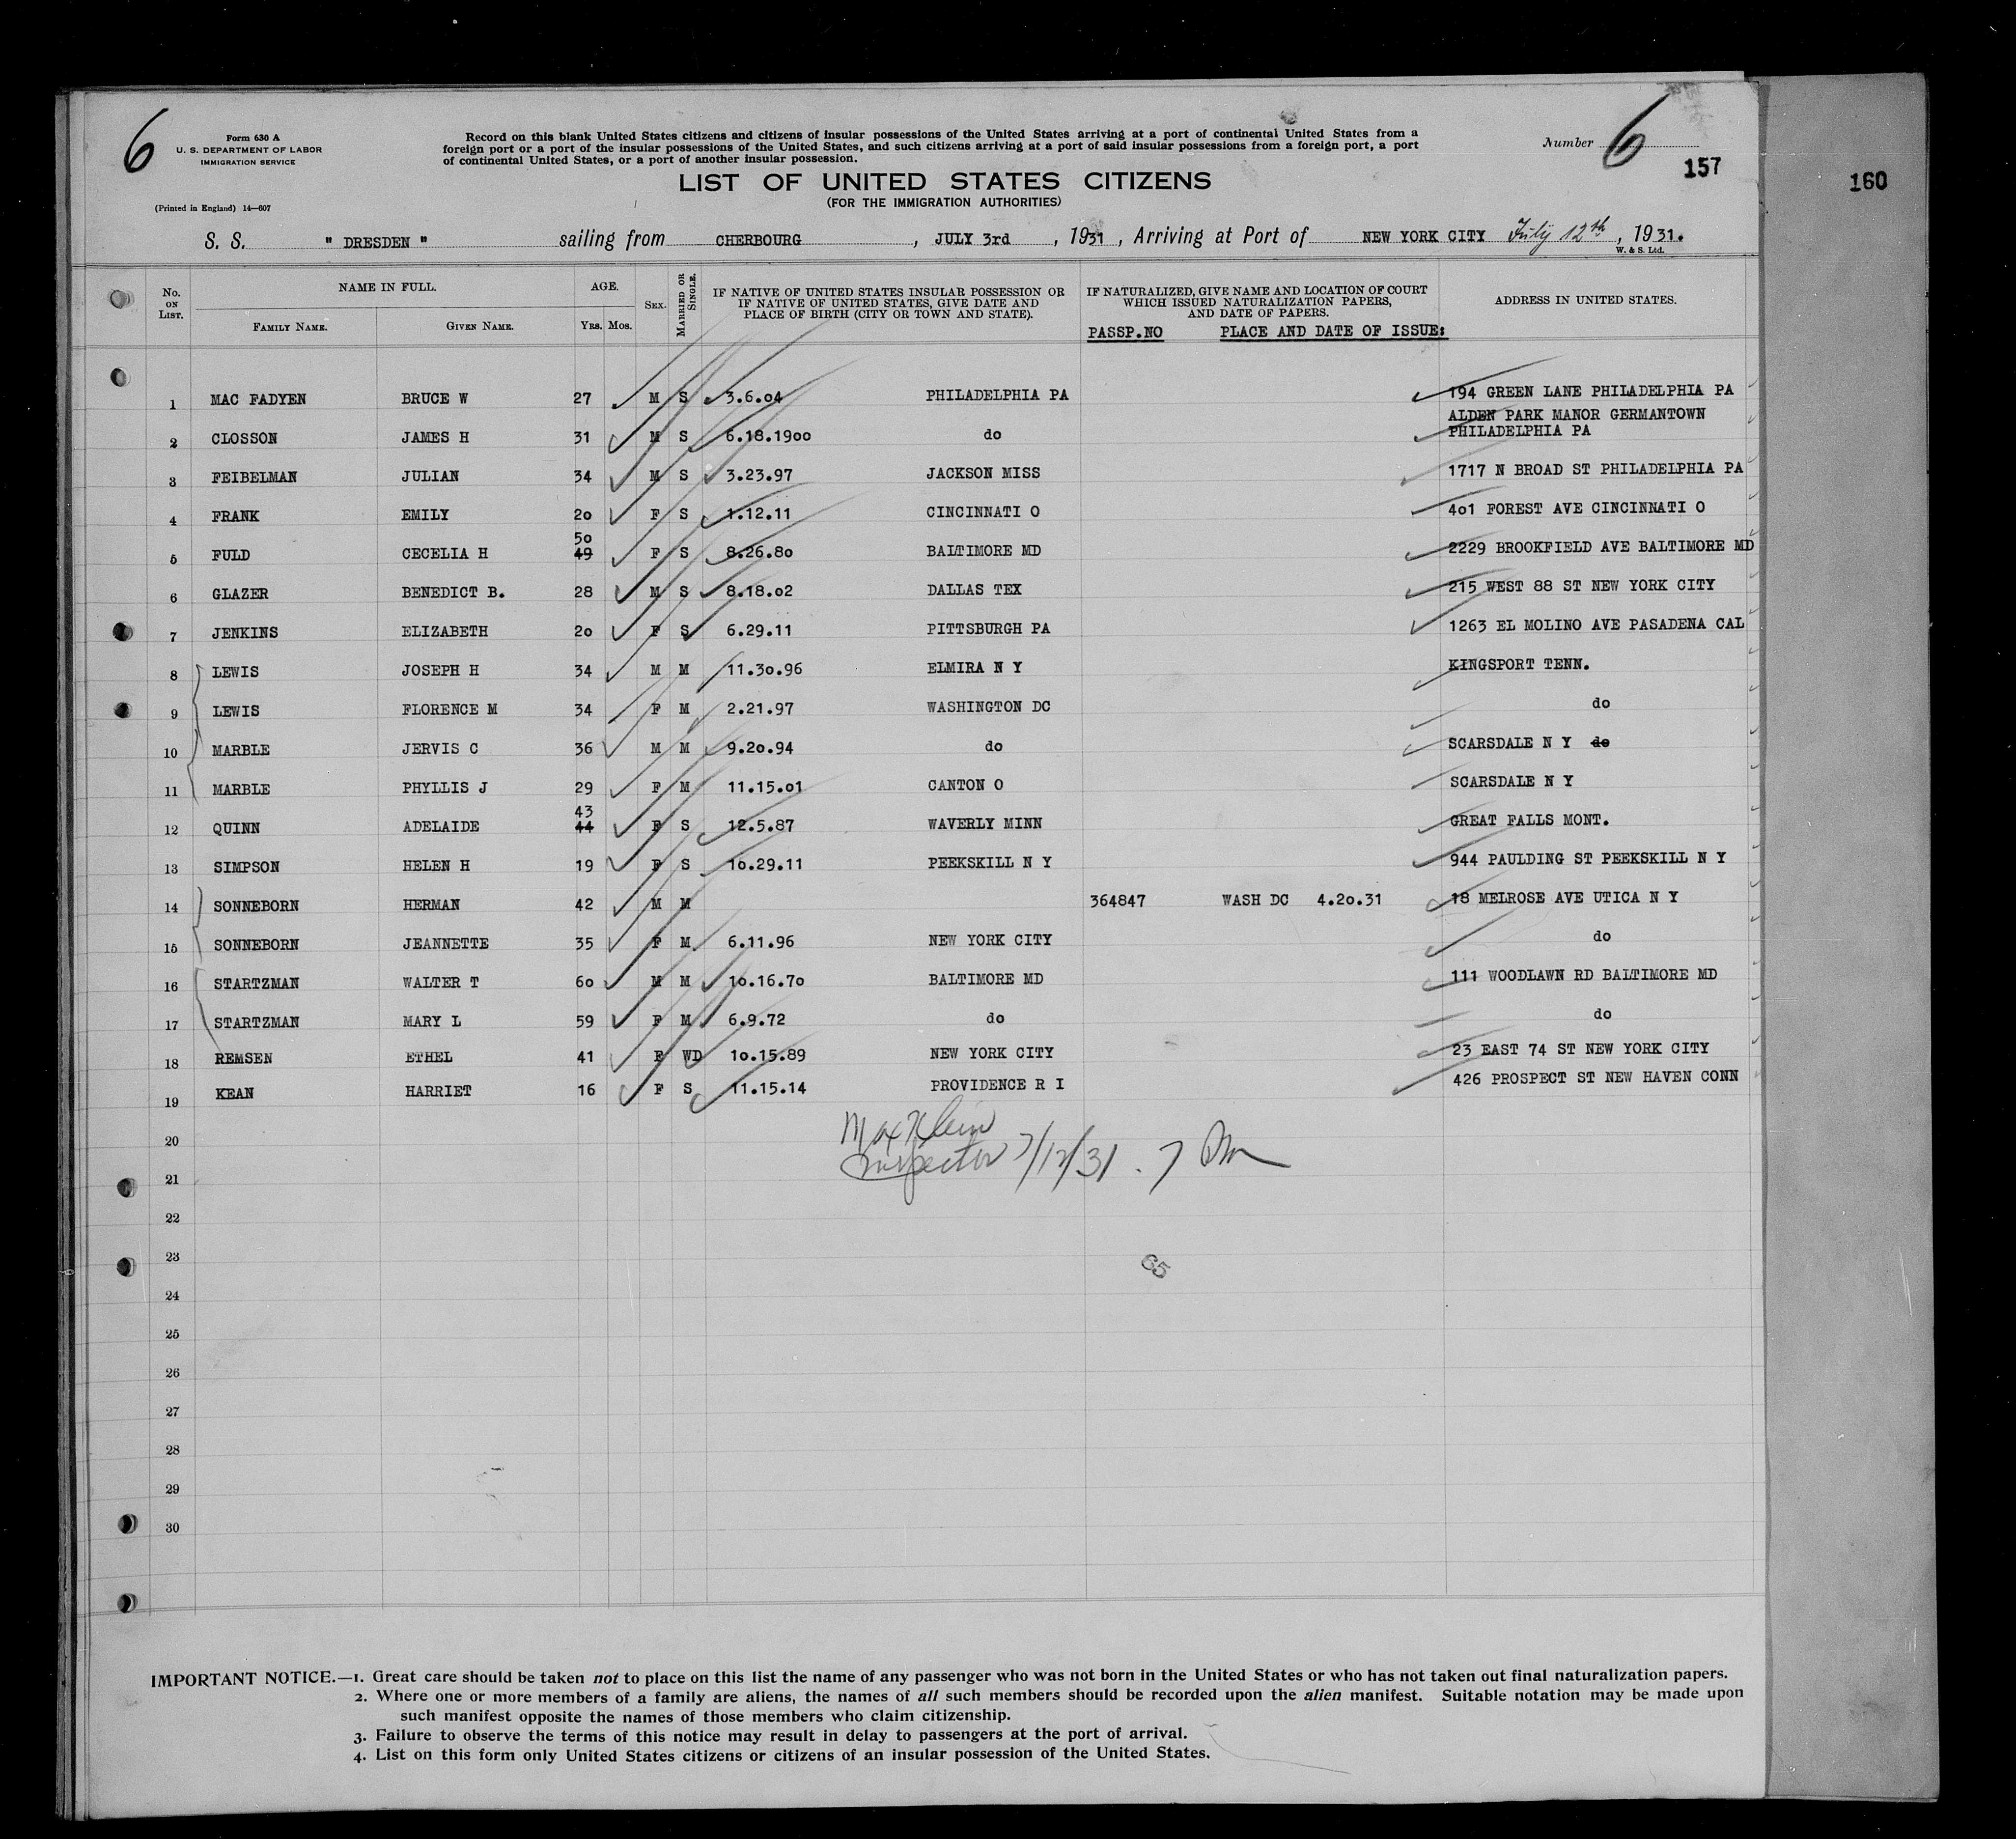 6
Form 630 A
U. S. DEPARTMENT OF LABOR
IMMIGRATION SERVICE
(Printed in England) 14—607
Record on this blank United States citizens and citizens of insular possessions of the United States arriving at a port of continental United States from a
foreign port or a port of the insular possessions of the United States, and such citizens arriving at a port of said insular possessions from a foreign port, a port
of continental United States, or a port of another insular possession.
Number 6
157
160
LIST OF UNITED STATES CITIZENS
(FOR THE IMMIGRATION AUTHORITIES)
S. S. " DRESDEN " sailing from CHERBOURG , JULY 3rd , 1931 , Arriving at Port of NEW YORK CITY July 12th , 1931.
W. & S. Ltd.
No. ON LIST. NAME IN FULL. FAMILY NAME. GIVEN NAME. AGE. YRS. MOS. SEX. MARRIED OR SINGLE. IF NATIVE OF UNITED STATES INSULAR POSSESSION OR IF NATIVE OF UNITED STATES, GIVE DATE AND PLACE OF BIRTH (CITY OR TOWN AND STATE). IF NATURALIZED, GIVE NAME AND LOCATION OF COURT WHICH ISSUED NATURALIZATION PAPERS, AND DATE OF PAPERS. ADDRESS IN UNITED STATES.
PASSP.NO PLACE AND DATE OF ISSUE:
1 MAC FADYEN BRUCE W 27 M S 3.6.04 PHILADELPHIA PA 194 GREEN LANE PHILADELPHIA PA
ALDEN PARK MANOR GERMANTOWN
2 CLOSSON JAMES H 31 M S 6.18.1900 do PHILADELPHIA PA
3 FEIBELMAN JULIAN 34 M S 3.23.97 JACKSON MISS 1717 N BROAD ST PHILADELPHIA PA
4 FRANK EMILY 20 F S 1.12.11 CINCINNATI O 401 FOREST AVE CINCINNATI O
50
5 FULD CECELIA H 49 F S 8.26.80 BALTIMORE MD 2229 BROOKFIELD AVE BALTIMORE MD
6 GLAZER BENEDICT B. 28 M S 8.18.02 DALLAS TEX 215 WEST 88 ST NEW YORK CITY
7 JENKINS ELIZABETH 20 F S 6.29.11 PITTSBURGH PA 1263 EL MOLINO AVE PASADENA CAL
8 LEWIS JOSEPH H 34 M M 11.30.96 ELMIRA N Y KINGSPORT TENN.
9 LEWIS FLORENCE M 34 F M 2.21.97 WASHINGTON DC do
10 MARBLE JERVIS C 36 M M 9.20.94 do SCARSDALE N Y do
11 MARBLE PHYLLIS J 29 F M 11.15.01 CANTON O SCARSDALE N Y
43
12 QUINN ADELAIDE 44 F S 12.5.87 WAVERLY MINN GREAT FALLS MONT.
13 SIMPSON HELEN H 19 F S 10.29.11 PEEKSKILL N Y 944 PAULDING ST PEEKSKILL N Y
14 SONNEBORN HERMAN 42 M M 364847 WASH DC 4.20.31 18 MELROSE AVE UTICA N Y
15 SONNEBORN JEANNETTE 35 F M 6.11.96 NEW YORK CITY do
16 STARTZMAN WALTER T 60 M M 10.16.70 BALTIMORE MD 111 WOODLAWN RD BALTIMORE MD
17 STARTZMAN MARY L 59 F M 6.9.72 do do
18 REMSEN ETHEL 41 F WD 10.15.89 NEW YORK CITY 23 EAST 74 ST NEW YORK CITY
19 KEAN HARRIET 16 F S 11.15.14 PROVIDENCE R I 426 PROSPECT ST NEW HAVEN CONN
20
Max Klein
21
Inspector 7/12/31 . 7 Pm
22
23
65
24
25
26
27
28
29
30
IMPORTANT NOTICE.—1. Great care should be taken not to place on this list the name of any passenger who was not born in the United States or who has not taken out final naturalization papers.
2. Where one or more members of a family are aliens, the names of all such members should be recorded upon the alien manifest. Suitable notation may be made upon
such manifest opposite the names of those members who claim citizenship.
3. Failure to observe the terms of this notice may result in delay to passengers at the port of arrival.
4. List on this form only United States citizens or citizens of an insular possession of the United States.